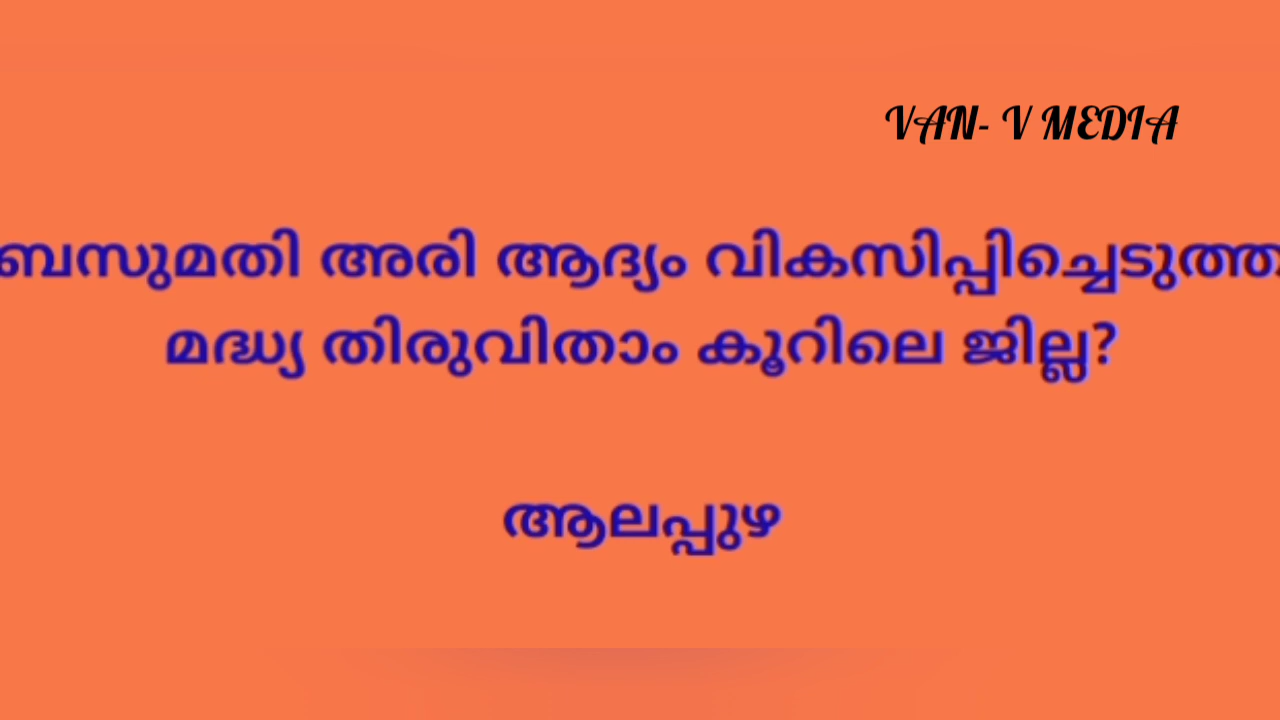 VAN- V MEDIA
ബസുമതി അരി ആദ്യം വികസിപ്പിച്ചെടുത്ത
മദ്ധ്യ തിരുവിതാം കൂറിലെ ജില്ല?
ആലപ്പുഴ